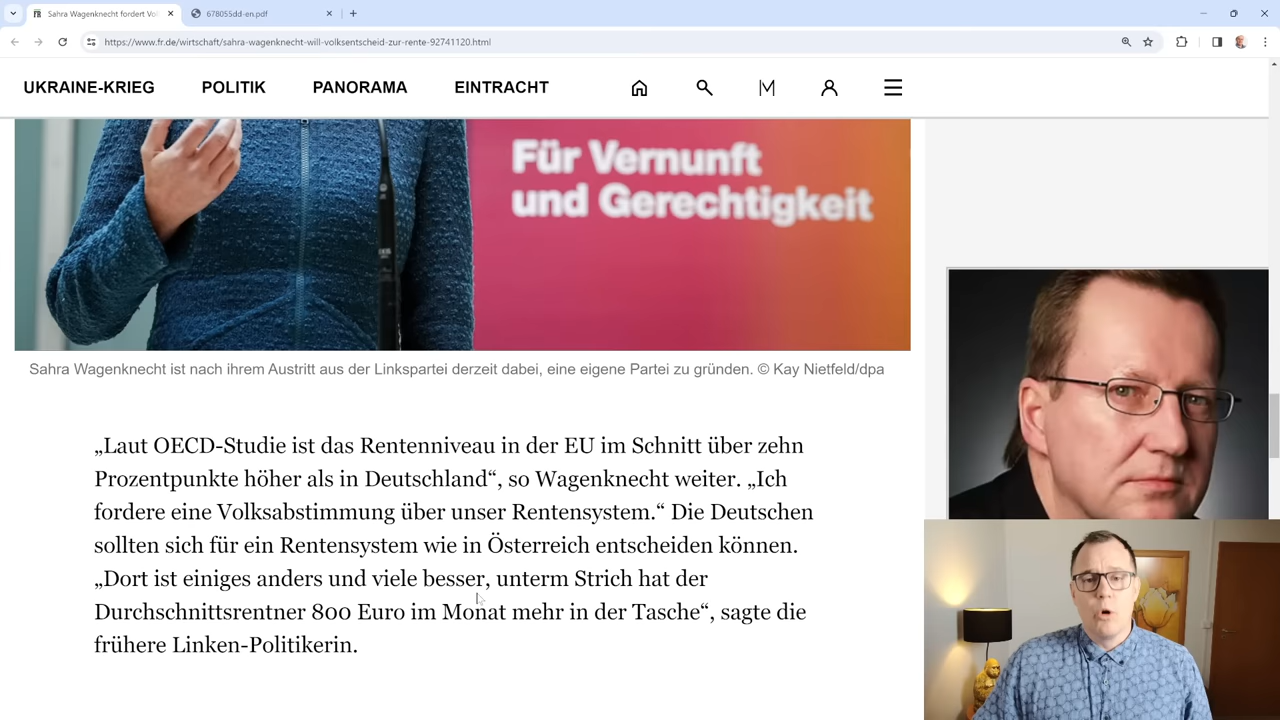 Sahra Wagenknecht fordert Vol
678055dd-en.pdf
https://www.fr.de/wirtschaft/sahra-wagenknecht-will-volksentscheid-zur-rente-92741120.html
UKRAINE-KRIEG POLITIK PANORAMA EINTRACHT
Für Vernunft
und Gerechtigkeit
Sahra Wagenknecht ist nach ihrem Austritt aus der Linkspartei derzeit dabei, eine eigene Partei zu gründen. © Kay Nietfeld/dpa
„Laut OECD-Studie ist das Rentenniveau in der EU im Schnitt über zehn
Prozentpunkte höher als in Deutschland“, so Wagenknecht weiter. „Ich
fordere eine Volksabstimmung über unser Rentensystem.“ Die Deutschen
sollten sich für ein Rentensystem wie in Österreich entscheiden können.
„Dort ist einiges anders und viele besser, unterm Strich hat der
Durchschnittsrentner 800 Euro im Monat mehr in der Tasche“, sagte die
frühere Linken-Politikerin.